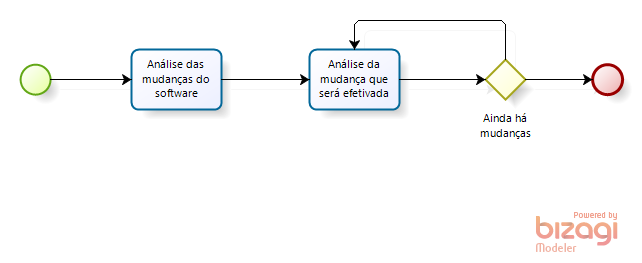 Análise das
mudanças do
software
Análise da
mudança que
será efetivada
Ainda há
mudanças
Powered by
bizagi
Modeler